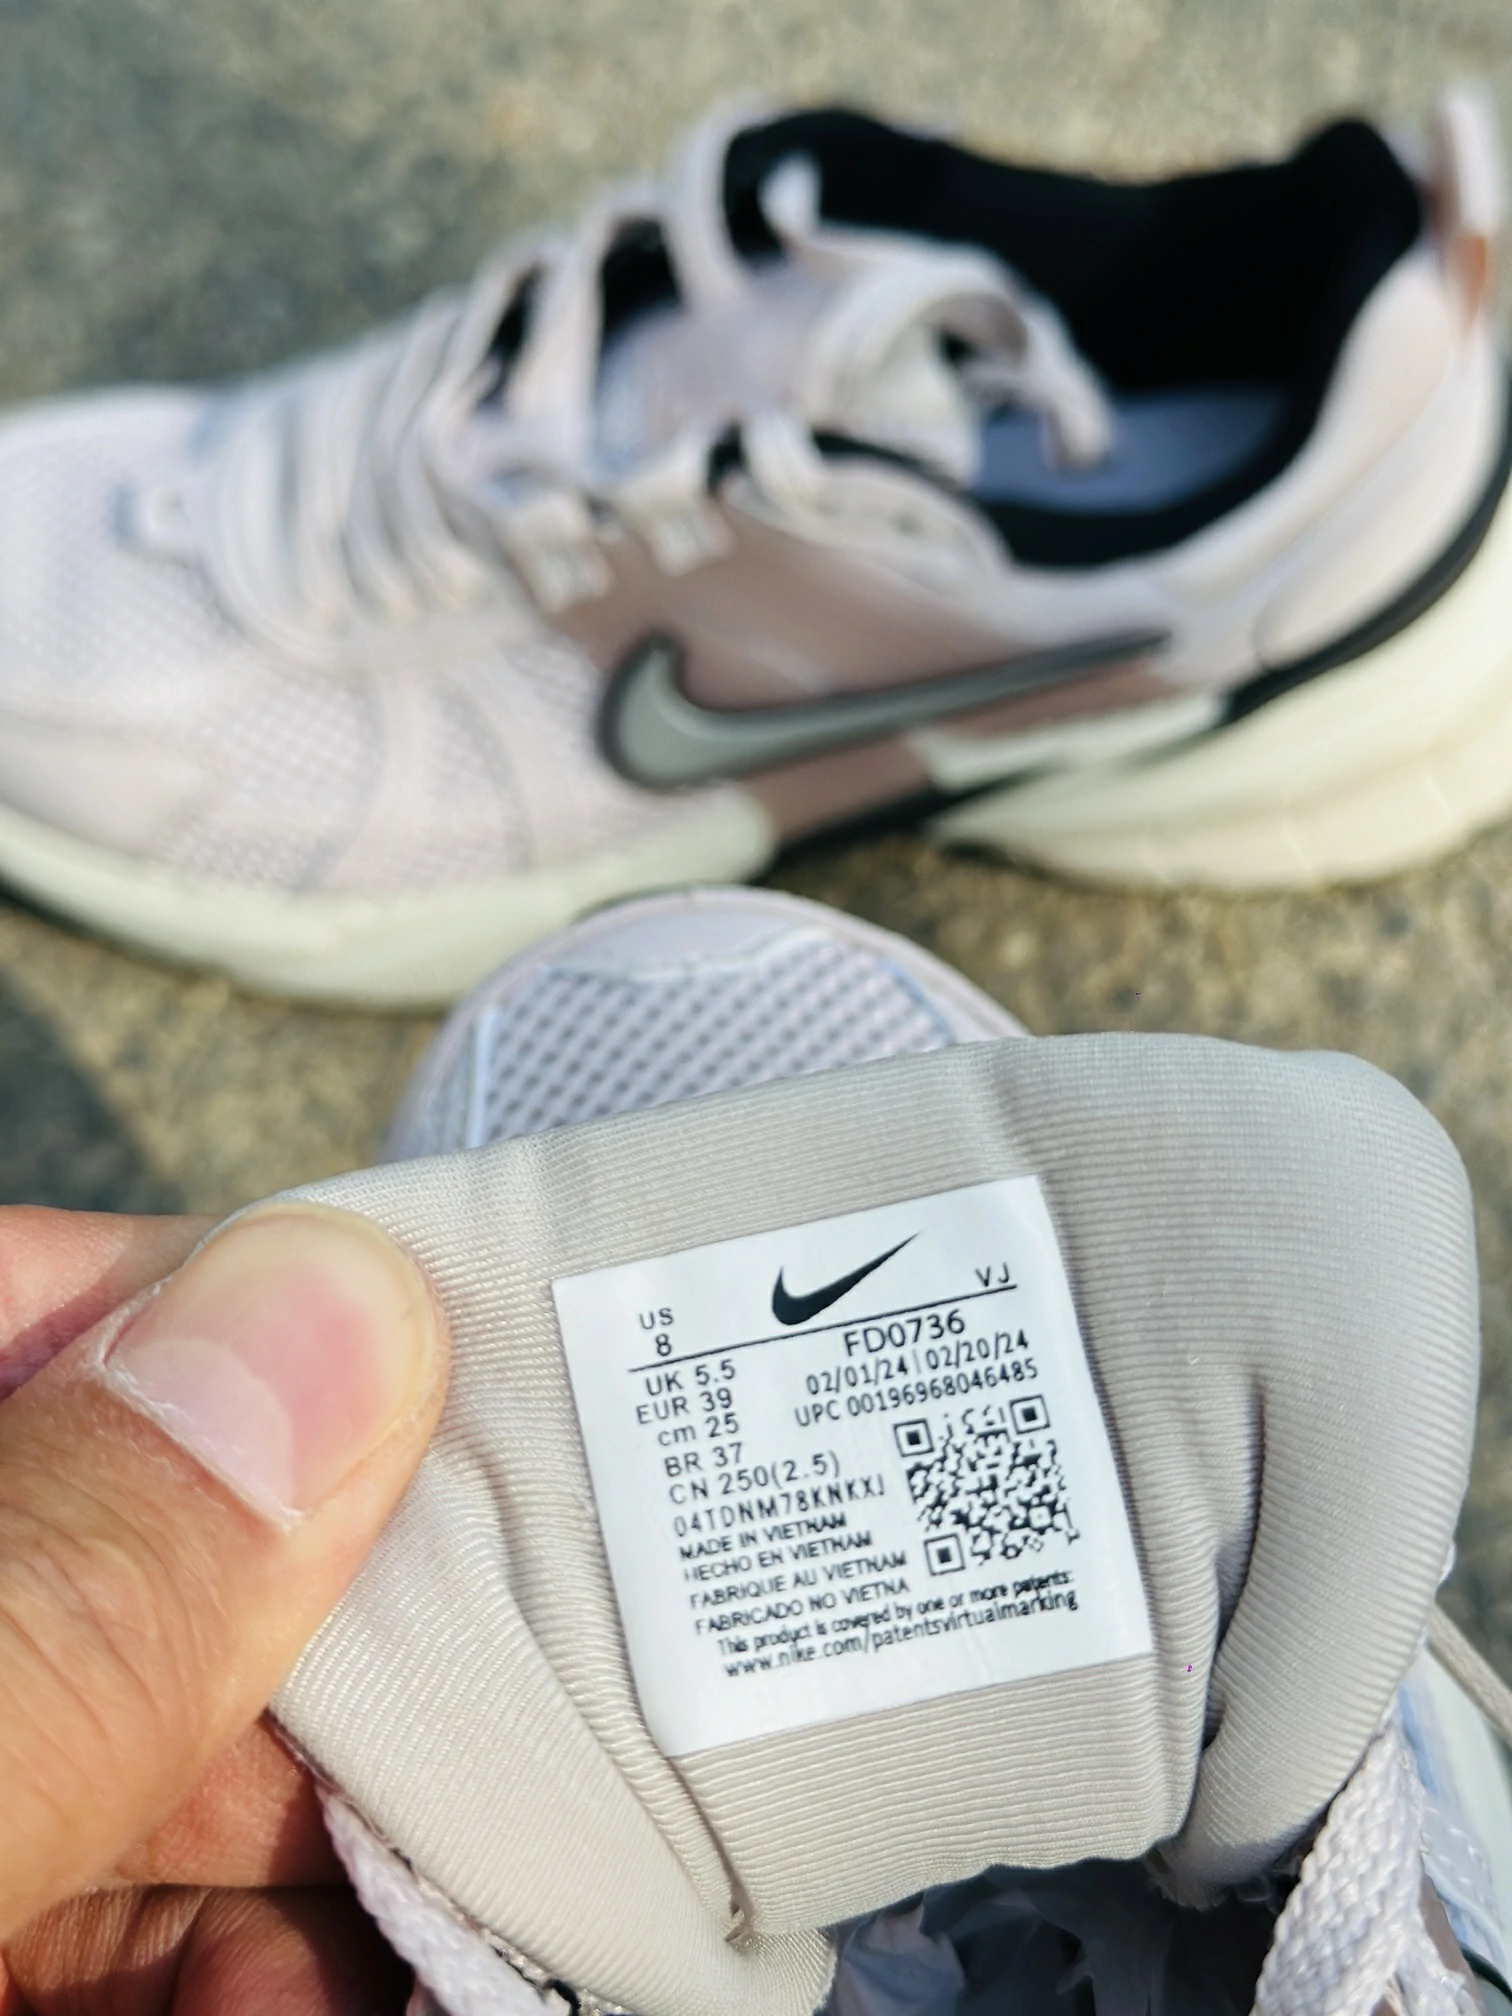 US
8
VJ
FD0736
UK 5.5
02/01/24 | 02/20/24
EUR 39
UPC 00196968046485
cm 25
BR 37
CN 250(2.5)
04TDNM78KNKXJ
MADE IN VIETNAM
HECHO EN VIETNAM
FABRIQUE AU VIETNAM
FABRICADO NO VIETNA
This product is covered by one or more patents:
www.nike.com/patentsvirtualmarking